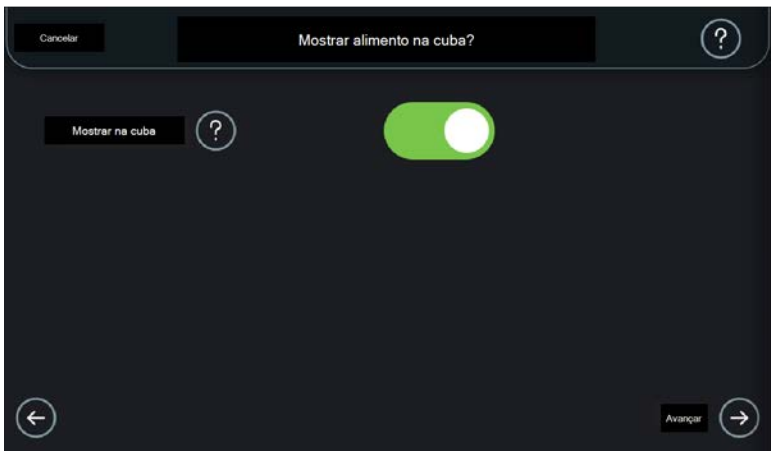 Cancelar
Mostrar alimento na cuba?
?
Mostrar na cuba
?
Avançar